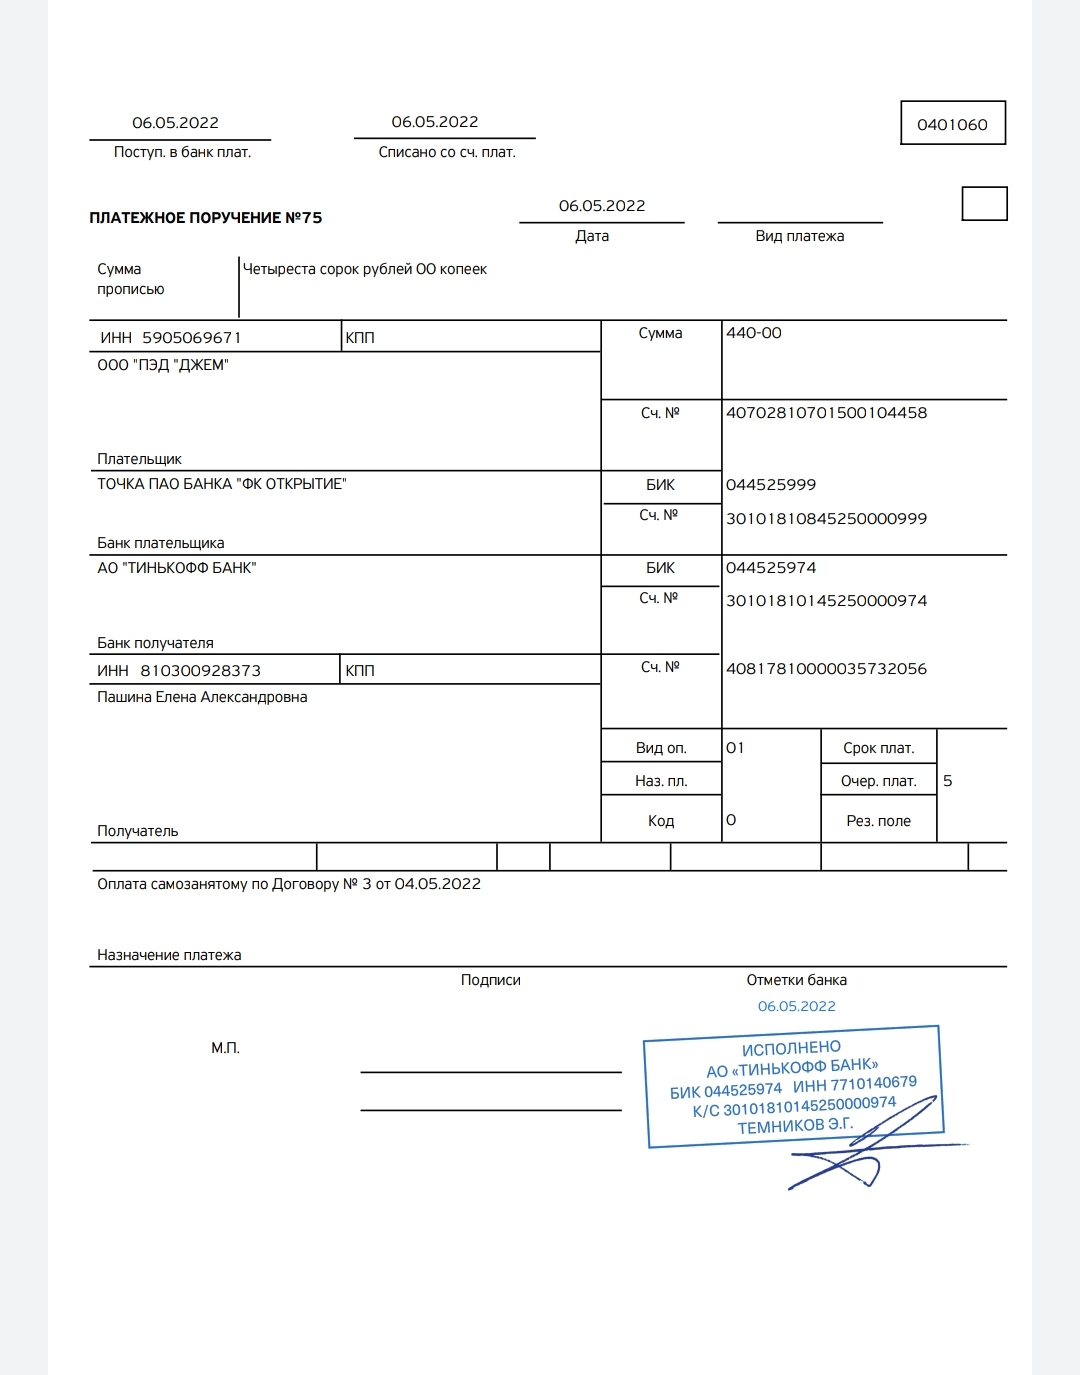 06.05.2022
06.05.2022
0401060
Поступ. в банк плат.
Списано со сч. плат.
ПЛАТЕЖНОЕ ПОРУЧЕНИЕ №75
06.05.2022
Дата
Вид платежа
Сумма
прописью
Четыреста сорок рублей 00 копеек
ИНН 5905069671
КПП
Сумма
440-00
ООО "ПЭД "ДЖЕМ"
Сч. №
40702810701500104458
Плательщик
ТОЧКА ПАО БАНКА "ФК ОТКРЫТИЕ"
БИК
044525999
Сч. №
30101810845250000999
Банк плательщика
АО "ТИНЬКОФФ БАНК"
БИК
044525974
Сч. №
30101810145250000974
Банк получателя
ИНН 810300928373
КПП
Сч. №
40817810000035732056
Пашина Елена Александровна
Вид оп.
01
Срок плат.
Наз. пл.
Очер. плат.
5
Код
0
Рез. поле
Получатель
Оплата самозанятому по Договору № 3 от 04.05.2022
Назначение платежа
Подписи
Отметки банка
06.05.2022
М.П.
ИСПОЛНЕНО
АО «ТИНЬКОФФ БАНК»
БИК 044525974 ИНН 7710140679
К/С 30101810145250000974
ТЕМНИКОВ Э.Г.